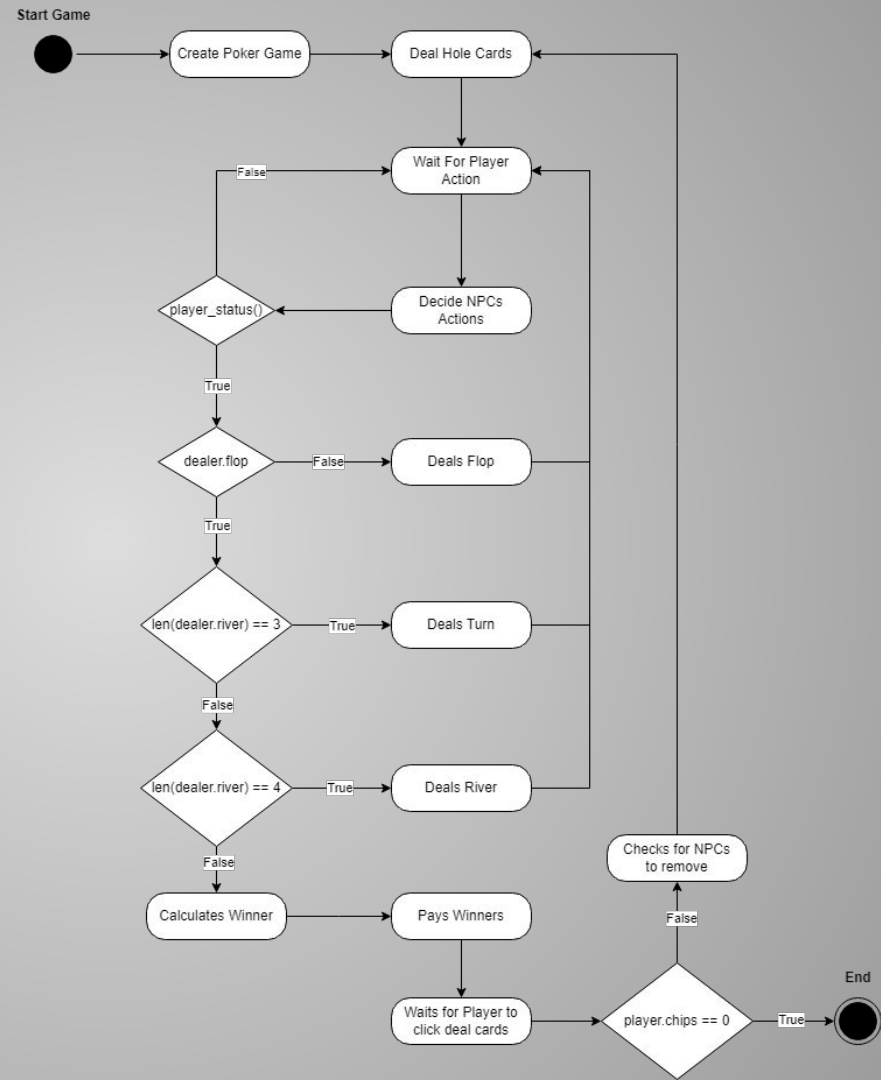 Start Game
Create Poker Game
Deal Hole Cards
Wait For Player
Action
False
Decide NPCs
Actions
player_status()
True
dealer.flop
False
Deals Flop
True
len(dealer.river) == 3
True
Deals Turn
False
len(dealer.river) == 4
True
Deals River
False
Calculates Winner
Pays Winners
Checks for NPCs
to remove
False
Waits for Player to
click deal cards
player.chips == 0
True
End